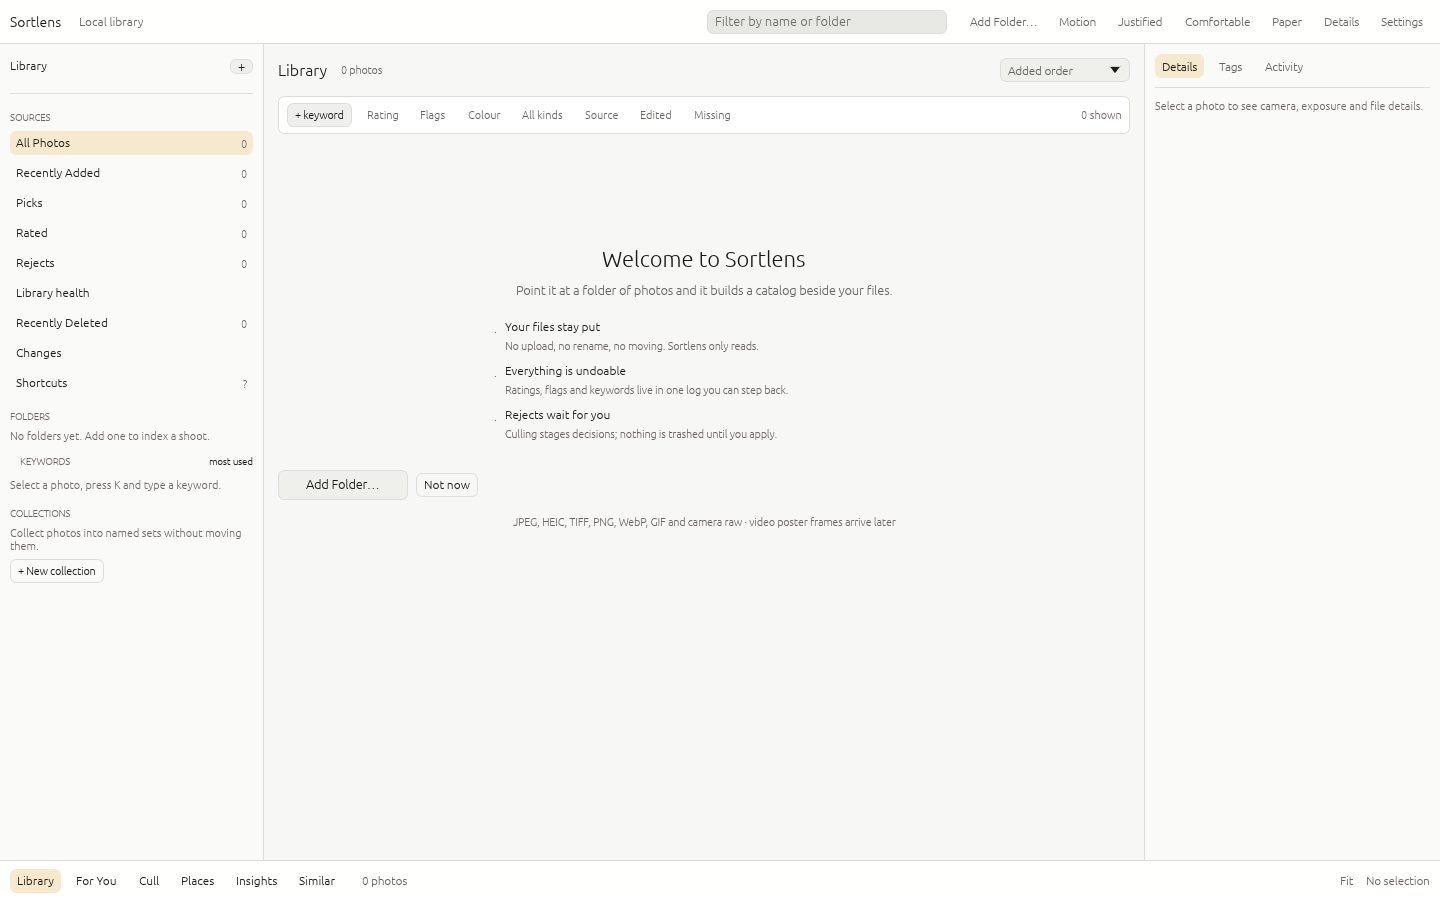 Sortlens Local library Filter by name or folder Add Folder… Motion Justified Comfortable Paper Details Settings
Library +
SOURCES
All Photos 0
Recently Added 0
Picks 0
Rated 0
Rejects 0
Library health
Recently Deleted 0
Changes
Shortcuts ?
FOLDERS
No folders yet. Add one to index a shoot.
KEYWORDS most used
Select a photo, press K and type a keyword.
COLLECTIONS
Collect photos into named sets without moving
them.
+ New collection
Library 0 photos Added order
+ keyword Rating Flags Colour All kinds Source Edited Missing 0 shown
Welcome to Sortlens
Point it at a folder of photos and it builds a catalog beside your files.
Your files stay put
No upload, no rename, no moving. Sortlens only reads.
Everything is undoable
Ratings, flags and keywords live in one log you can step back.
Rejects wait for you
Culling stages decisions; nothing is trashed until you apply.
Add Folder… Not now
JPEG, HEIC, TIFF, PNG, WebP, GIF and camera raw · video poster frames arrive later
Details Tags Activity
Select a photo to see camera, exposure and file details.
Library For You Cull Places Insights Similar 0 photos Fit No selection